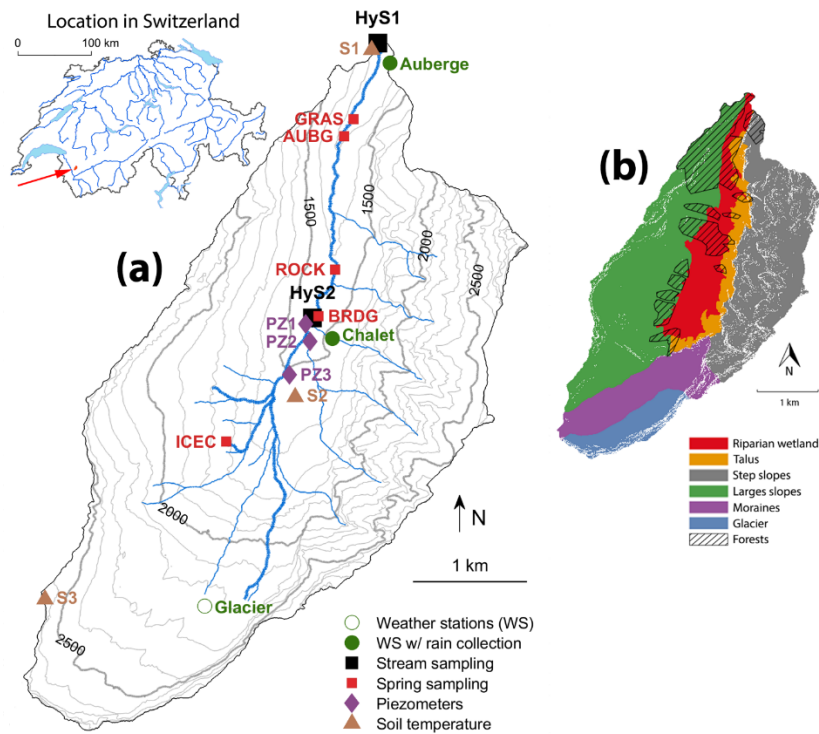 Location in Switzerland
0 100 km
HyS1
S1
Auberge
GRAS
AUBG
1500
1500
2000
2500
(a)
ROCK
HyS2
BRDG
PZ1
PZ2
Chalet
PZ3
S2
ICEC
2000
S3
Glacier
2500
N
1 km
Weather stations (WS)
WS w/ rain collection
Stream sampling
Spring sampling
Piezometers
Soil temperature
(b)
N
1 km
Riparian wetland
Talus
Step slopes
Larges slopes
Moraines
Glacier
Forests